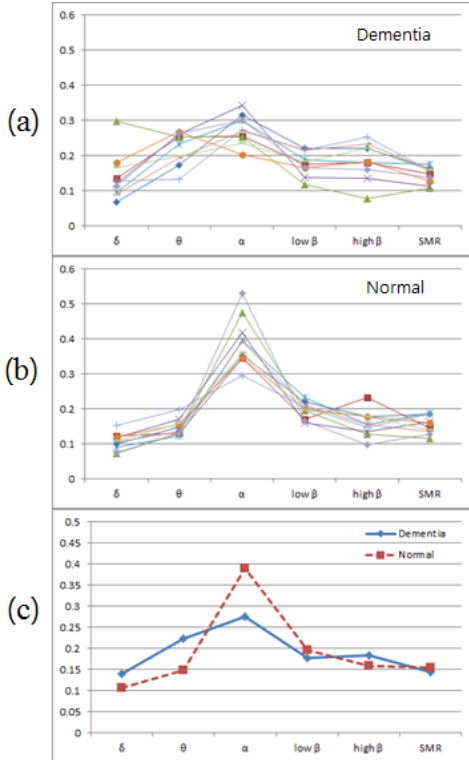 (a)
Dementia
0.6
0.5
0.4
0.3
0.2
0.1
0
δ θ α low β high β SMR
(b)
Normal
0.6
0.5
0.4
0.3
0.2
0.1
0
δ θ α low β high β SMR
(c)
Dementia
Normal
0.5
0.45
0.4
0.35
0.3
0.25
0.2
0.15
0.1
0.05
0
δ θ α low β high β SMR